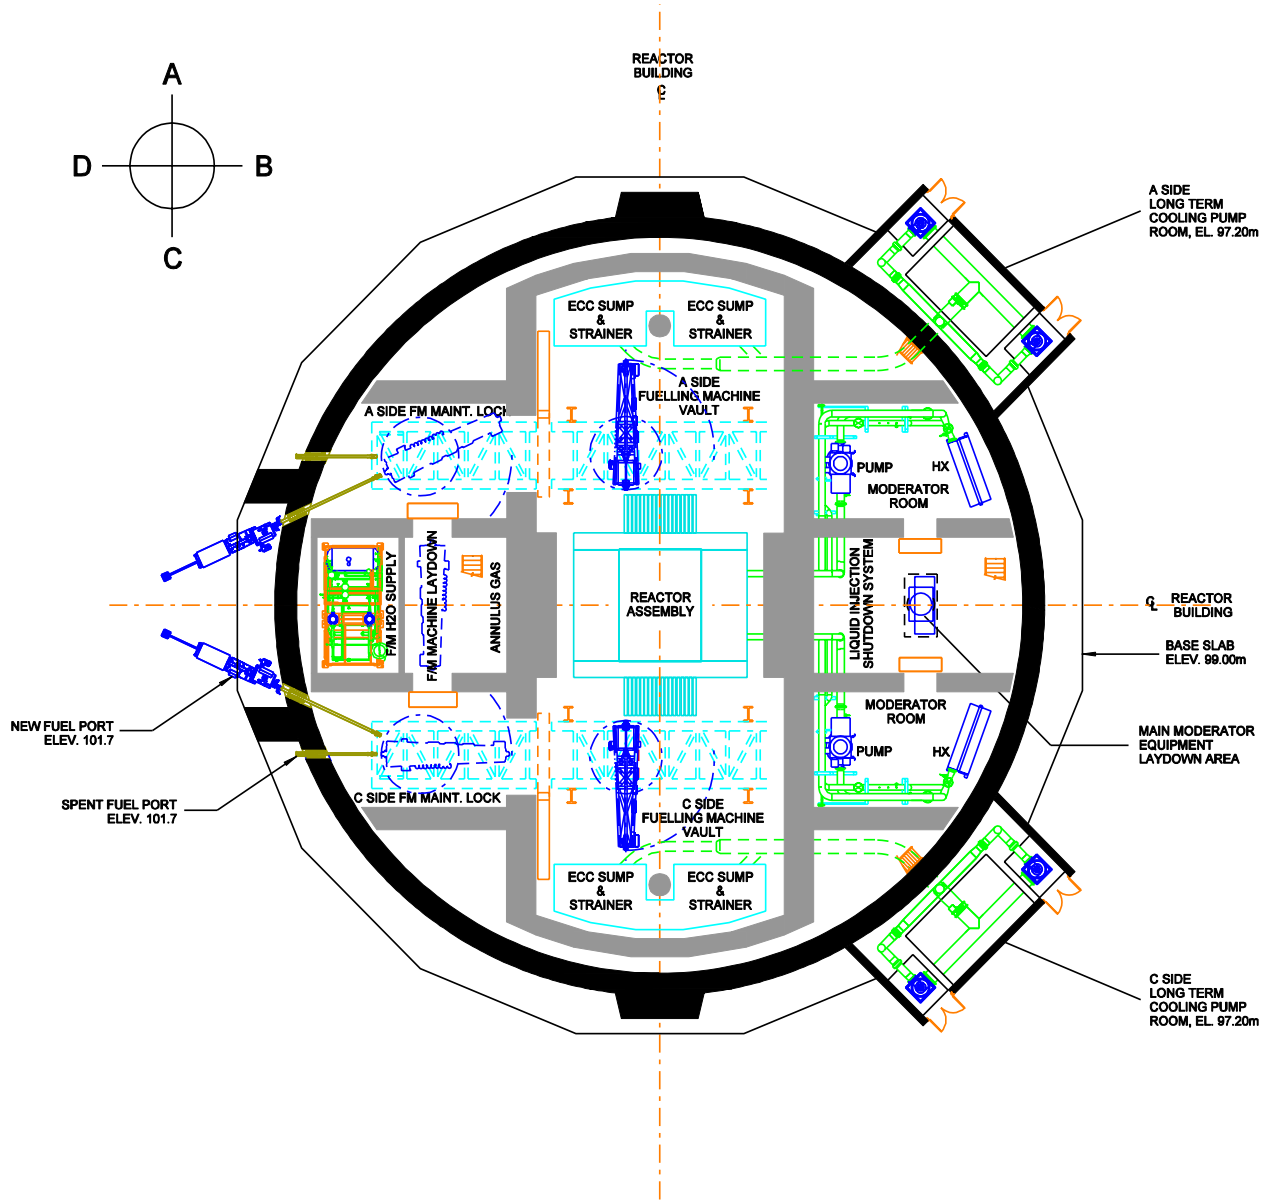 REACTOR
BUILDING
℄
A
D
B
C
A SIDE
LONG TERM
COOLING PUMP
ROOM, EL. 97.20m
ECC SUMP
&
STRAINER
ECC SUMP
&
STRAINER
A SIDE
FUELLING MACHINE
VAULT
A SIDE FM MAINT. LOCK
PUMP
HX
MODERATOR
ROOM
F/M H2O SUPPLY
F/M MACHINE LAYDOWN
ANNULUS GAS
REACTOR
ASSEMBLY
LIQUID INJECTION
SHUTDOWN SYSTEM
℄ REACTOR
BUILDING
BASE SLAB
ELEV. 99.00m
MODERATOR
ROOM
PUMP
HX
MAIN MODERATOR
EQUIPMENT
LAYDOWN AREA
NEW FUEL PORT
ELEV. 101.7
SPENT FUEL PORT
ELEV. 101.7
C SIDE FM MAINT. LOCK
C SIDE
FUELLING MACHINE
VAULT
ECC SUMP
&
STRAINER
ECC SUMP
&
STRAINER
C SIDE
LONG TERM
COOLING PUMP
ROOM, EL. 97.20m